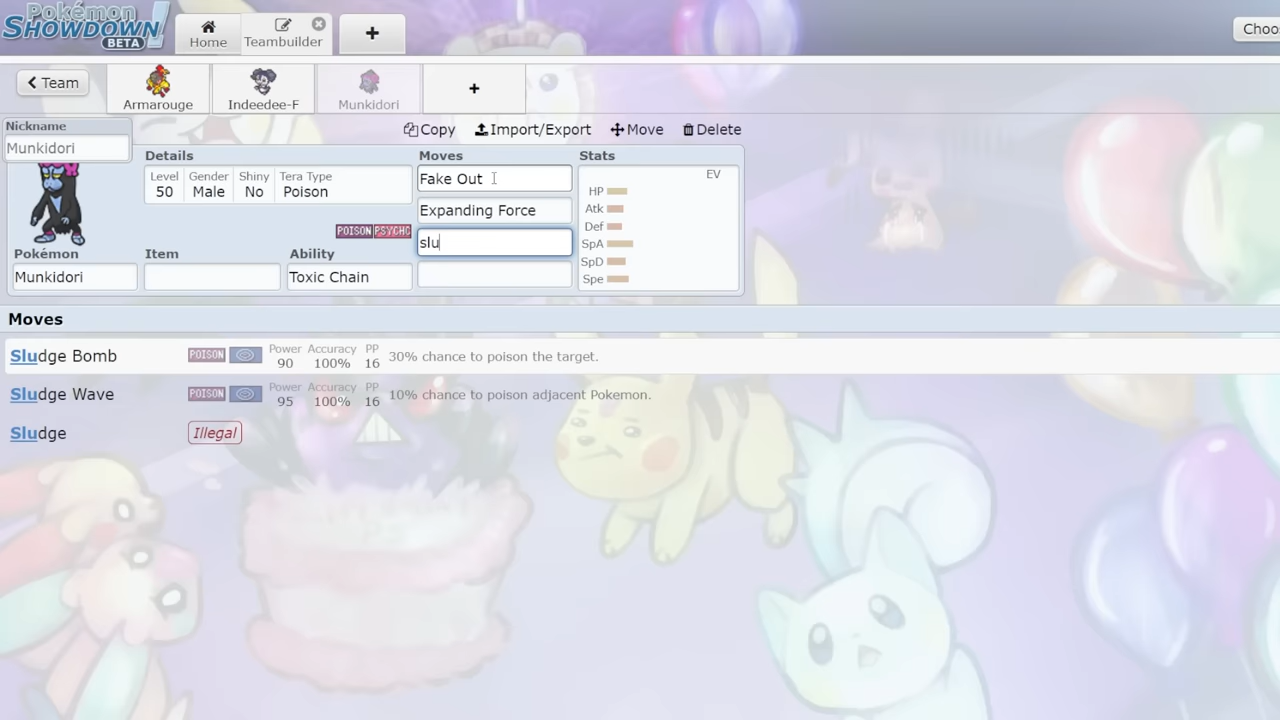 Pokémon
SHOWDOWN!
BETA
Home
Teambuilder
+
Choo
Team
Armarouge
Indeedee-F
Munkidori
+
Nickname
Munkidori
Copy
Import/Export
Move
Delete
Details
Moves
Stats
Level
Gender
Shiny
Tera Type
50
Male
No
Poison
Fake Out
EV
HP
Expanding Force
Atk
Def
POISON PSYCHC
slu
SpA
Pokémon
Item
Ability
SpD
Munkidori
Toxic Chain
Spe
Moves
Sludge Bomb POISON Power 90 Accuracy 100% PP 16 30% chance to poison the target.
Sludge Wave POISON Power 95 Accuracy 100% PP 16 10% chance to poison adjacent Pokemon.
Sludge Illegal